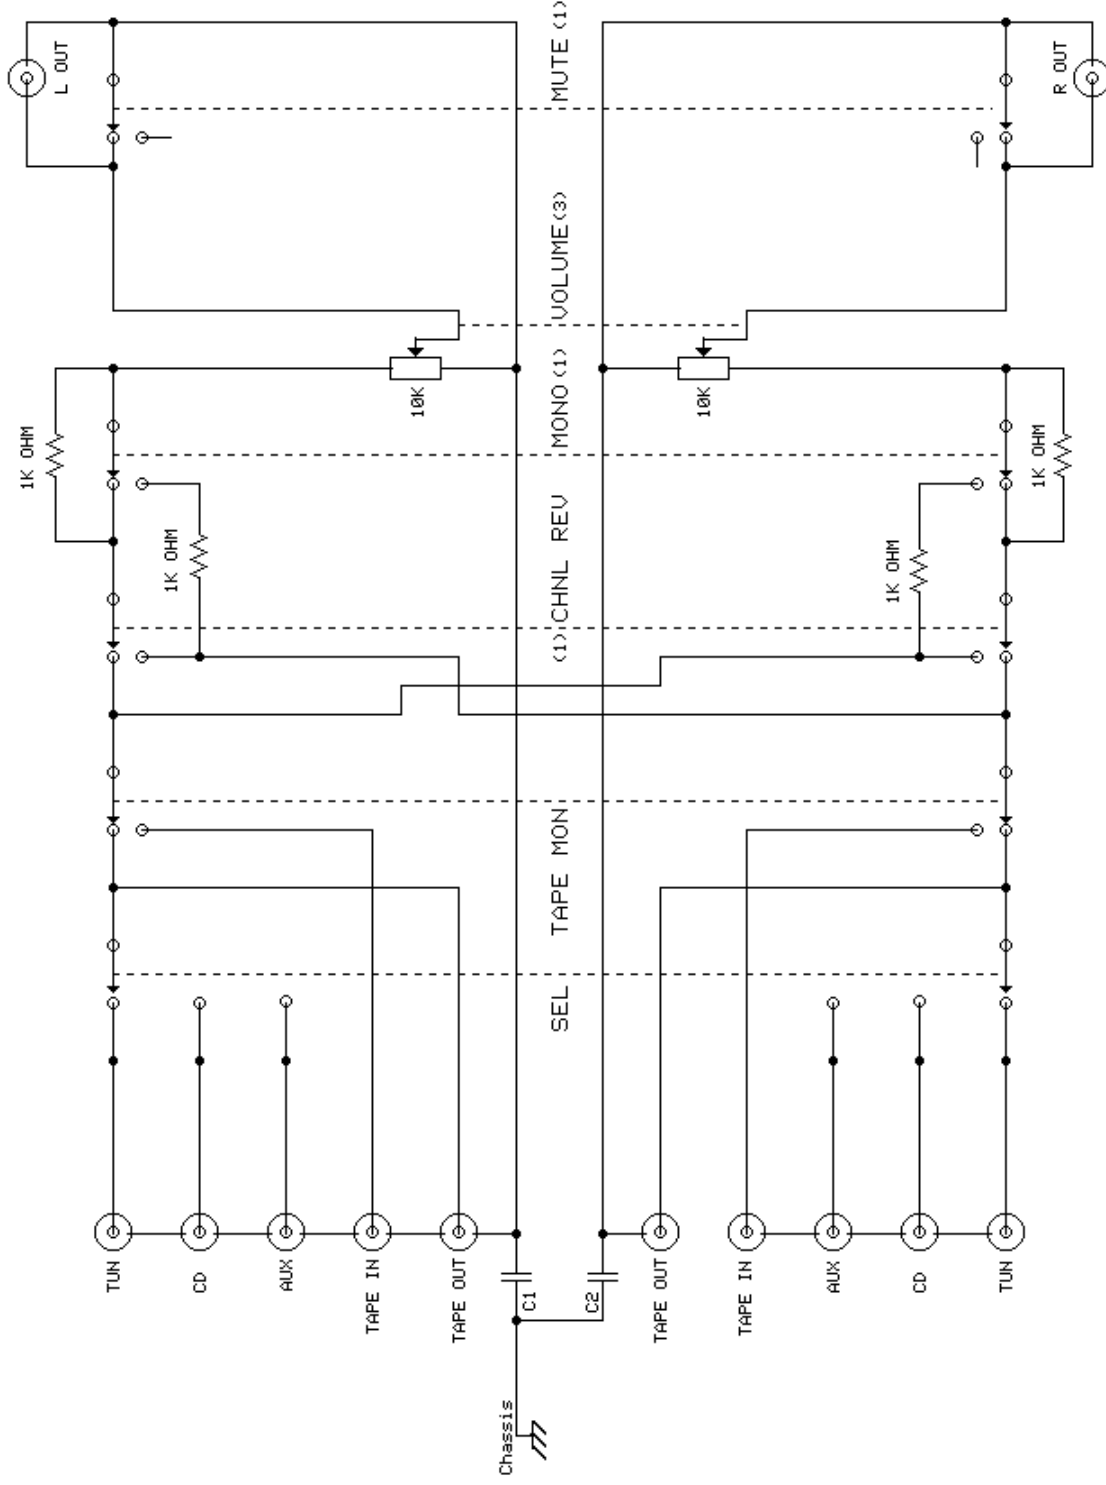 L OUT
MUTE(1)
R OUT
VOLUME(3)
10K
10K
1K OHM
MONO(1)
1K OHM
1K OHM
(1)CHNL REV
1K OHM
TAPE MON
SEL
TUN
CD
AUX
TAPE IN
TAPE OUT
C1
C2
TAPE OUT
TAPE IN
AUX
CD
TUN
Chassis